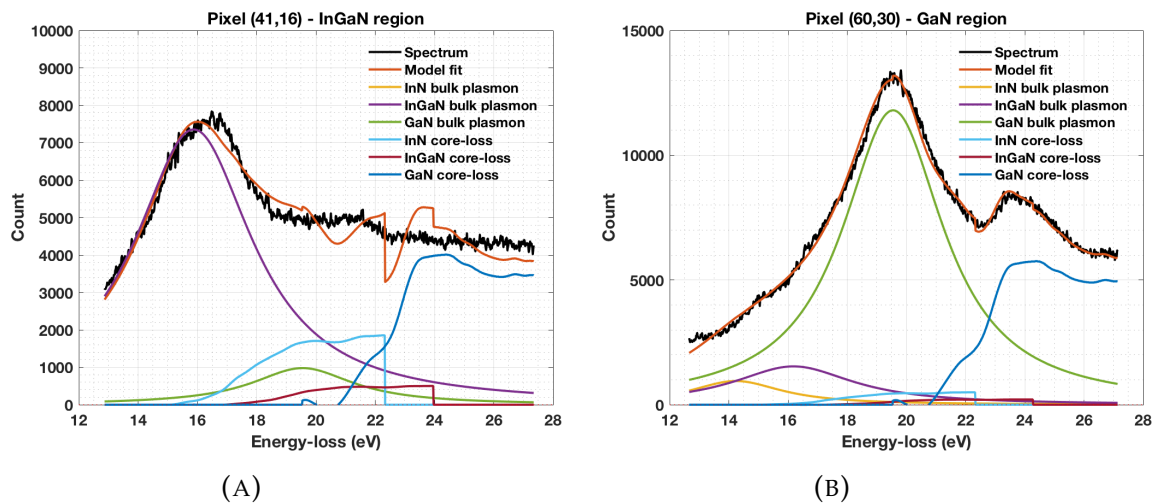 Pixel (41,16) - InGaN region
10000
9000
8000
7000
6000
5000
4000
3000
2000
1000
0
Count
12
14
16
18
20
22
24
26
28
Energy-loss (eV)
Spectrum
Model fit
InN bulk plasmon
InGaN bulk plasmon
GaN bulk plasmon
InN core-loss
InGaN core-loss
GaN core-loss
(A)
Pixel (60,30) - GaN region
15000
10000
5000
0
Count
12
14
16
18
20
22
24
26
28
Energy-loss (eV)
Spectrum
Model fit
InN bulk plasmon
InGaN bulk plasmon
GaN bulk plasmon
InN core-loss
InGaN core-loss
GaN core-loss
(B)